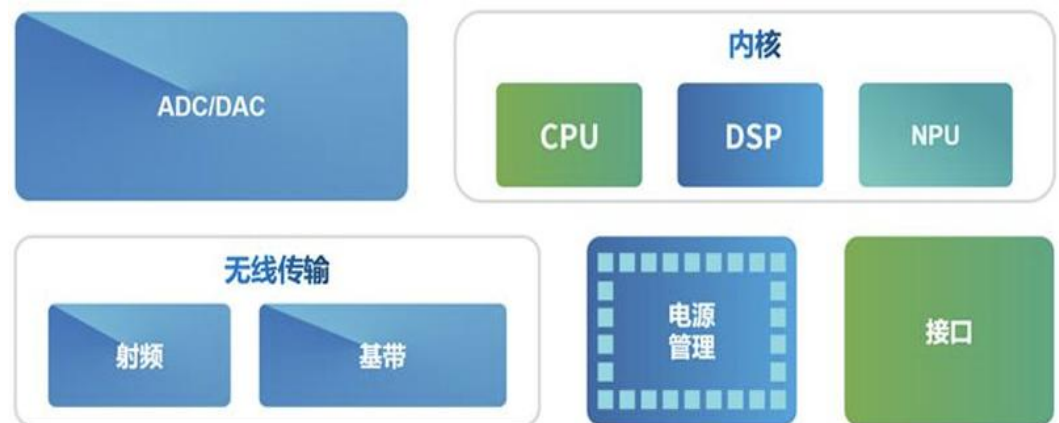 ADC/DAC
内核
CPU
DSP
NPU
无线传输
射频
基带
电源
管理
接口